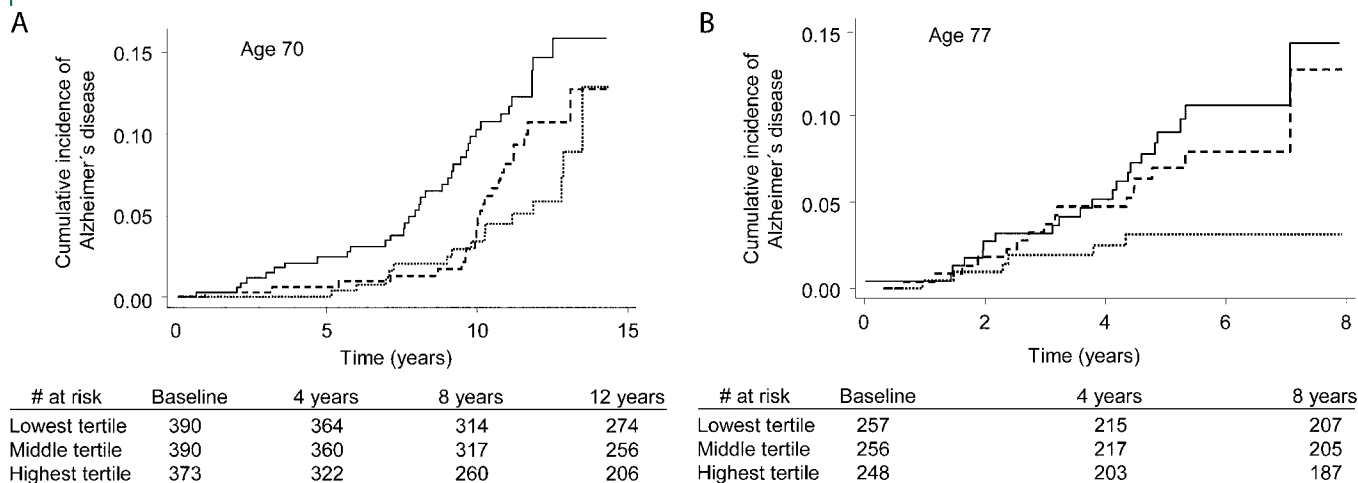 A
Age 70
Cumulative incidence of
Alzheimer´s disease
0.15
0.10
0.05
0.00
0 5 10 15
Time (years)
# at risk Baseline 4 years 8 years 12 years
Lowest tertile 390 364 314 274
Middle tertile 390 360 317 256
Highest tertile 373 322 260 206
B
Age 77
Cumulative incidence of
Alzheimer´s disease
0.15
0.10
0.05
0.00
0 2 4 6 8
Time (years)
# at risk Baseline 4 years 8 years
Lowest tertile 257 215 207
Middle tertile 256 217 205
Highest tertile 248 203 187